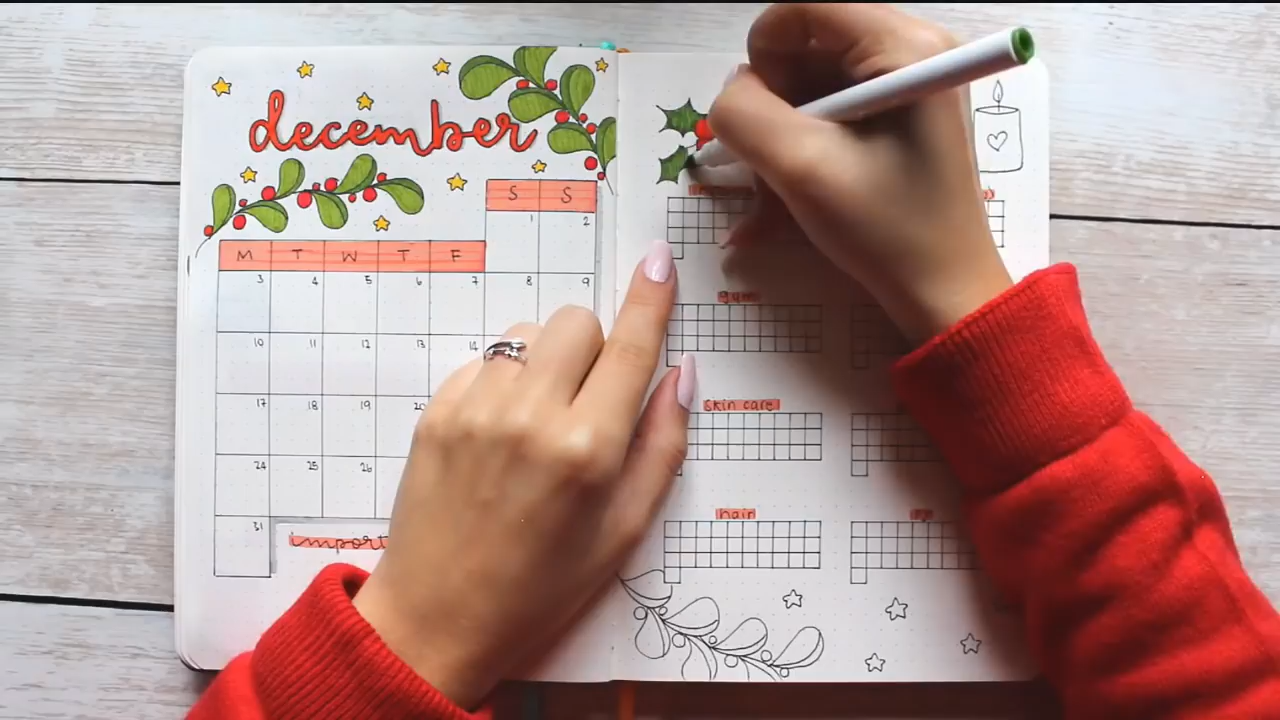 december
S S
1 2
M T W T F
3 4 5 6 7 8 9
10 11 12 13 14
17 18 19
24 25 26
31
import
gym
skin care
hair